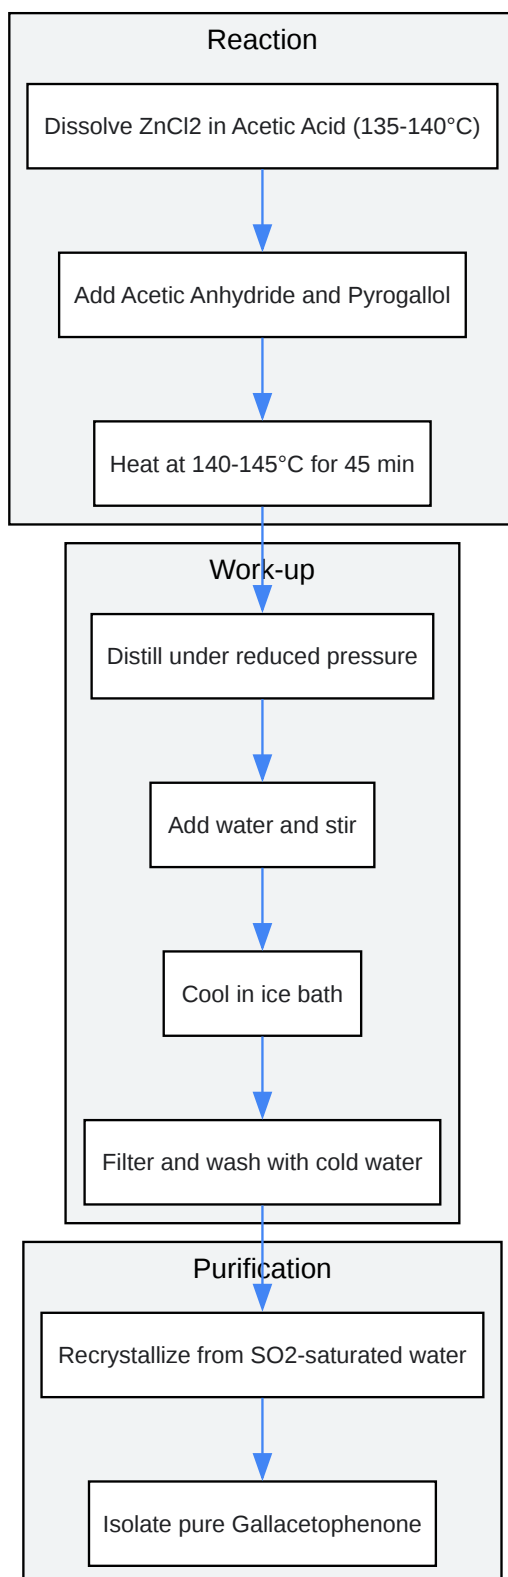 Reaction
Dissolve ZnCl2 in Acetic Acid (135-140°C)
Add Acetic Anhydride and Pyrogallol
Heat at 140-145°C for 45 min
Work-up
Distill under reduced pressure
Add water and stir
Cool in ice bath
Filter and wash with cold water
Purification
Recrystallize from SO2-saturated water
Isolate pure Gallacetophenone